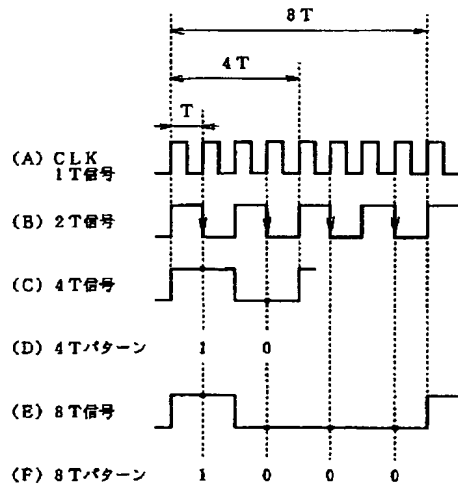 8T
4T
T
(A) CLK
1T信号
(B) 2T信号
(C) 4T信号
(D) 4Tパターン 1 0
(E) 8T信号
(F) 8Tパターン 1 0 0 0